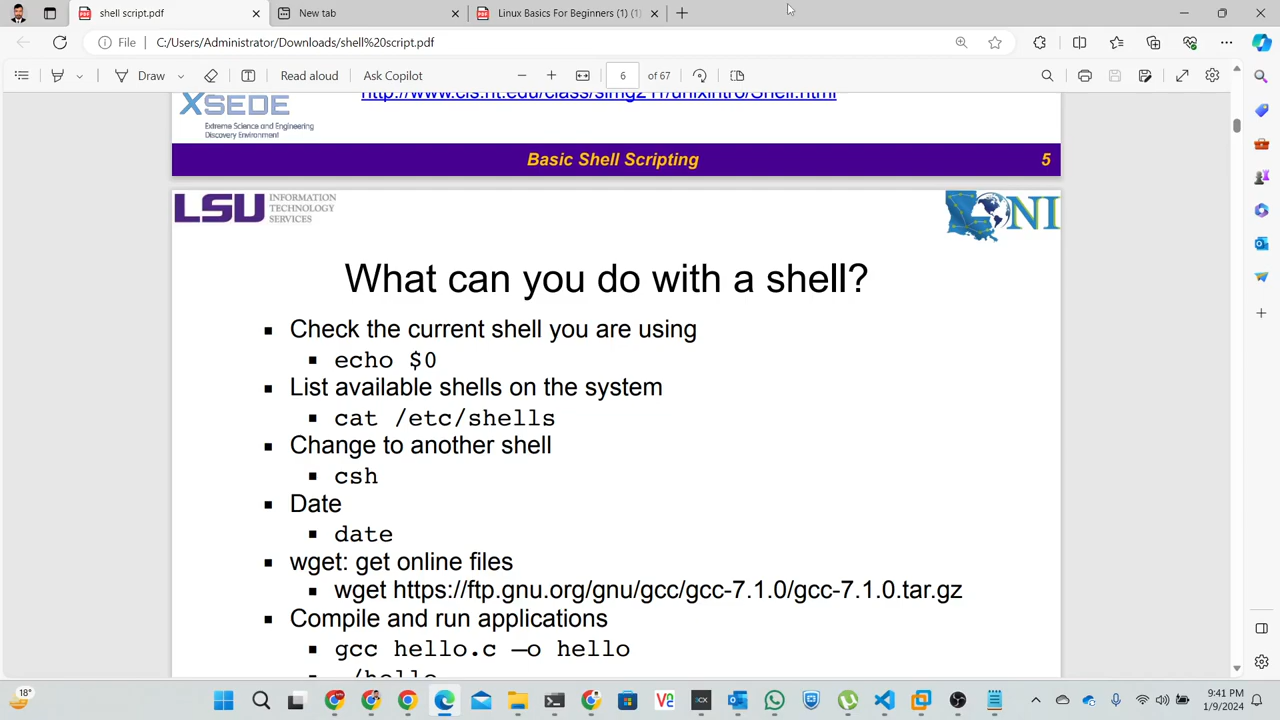 shell script.pdf
New tab
Linux Basics For Beginners (1) (1)
File
C:/Users/Administrator/Downloads/shell%20script.pdf
Draw
Read aloud
Ask Copilot
6
of 67
XSEDE
Extreme Science and Engineering
Discovery Environment
Basic Shell Scripting
5
LSU
INFORMATION
TECHNOLOGY
SERVICES
NI
What can you do with a shell?
▪ Check the current shell you are using
▪ echo $0
▪ List available shells on the system
▪ cat /etc/shells
▪ Change to another shell
▪ csh
▪ Date
▪ date
▪ wget: get online files
▪ wget https://ftp.gnu.org/gnu/gcc/gcc-7.1.0/gcc-7.1.0.tar.gz
▪ Compile and run applications
▪ gcc hello.c –o hello
18°
9:41 PM
1/9/2024